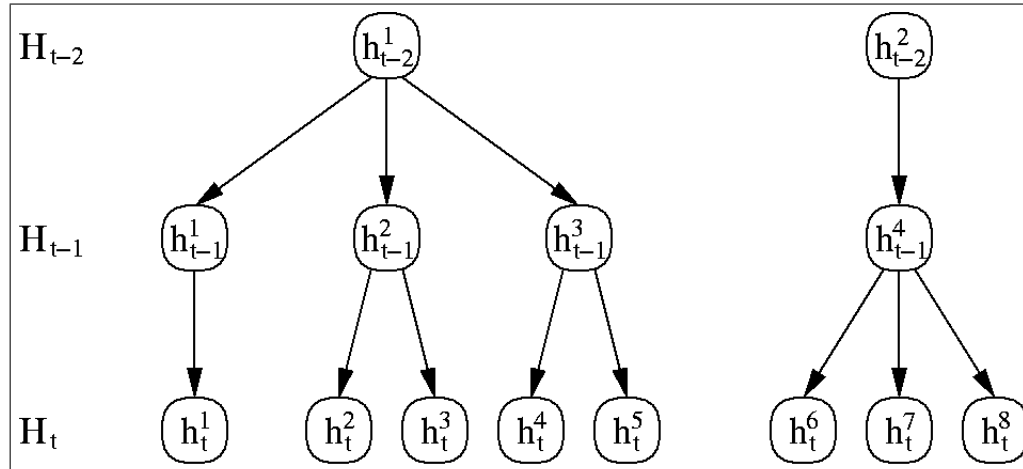 H_{t−2} h^1_{t−2} h^2_{t−2}
H_{t−1} h^1_{t−1} h^2_{t−1} h^3_{t−1} h^4_{t−1}
H_t h^1_t h^2_t h^3_t h^4_t h^5_t h^6_t h^7_t h^8_t